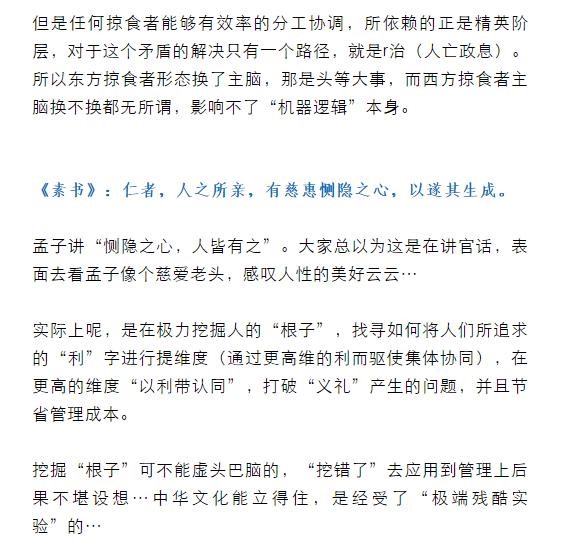 但是任何掠食者能够有效率的分工协调，所依赖的正是精英阶
层，对于这个矛盾的解决只有一个路径，就是r治（人亡政息）。
所以东方掠食者形态换了主脑，那是头等大事，而西方掠食者主
脑换不换都无所谓，影响不了“机器逻辑”本身。
《素书》：仁者，人之所亲，有慈惠恻隐之心，以遂其生成。
孟子讲“恻隐之心，人皆有之”。大家总以为这是在讲官话，表
面去看孟子像个慈爱老头，感叹人性的美好云云…
实际上呢，是在极力挖掘人的“根子”，找寻如何将人们所追求
的“利”字进行提维度（通过更高维的利而驱使集体协同），在
更高的维度“以利带认同”，打破“义礼”产生的问题，并且节
省管理成本。
挖掘“根子”可不能虚头巴脑的，“挖错了”去应用到管理上后
果不堪设想…中华文化能立得住，是经受了“极端残酷实
验”的…